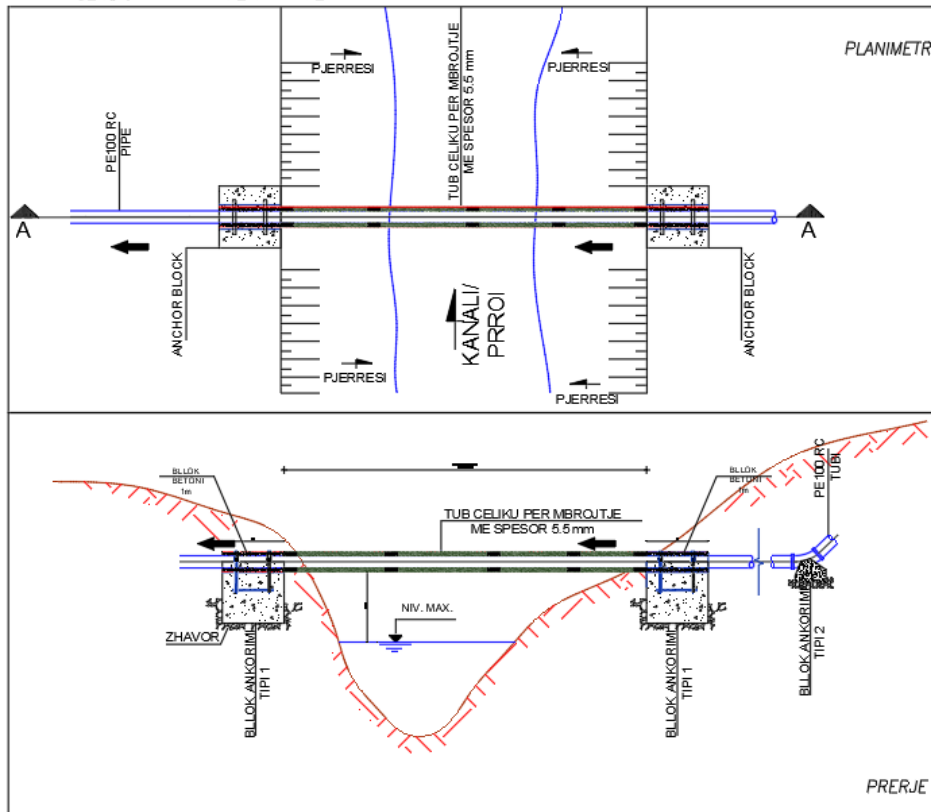 PLANIMETR
PJERRESI
PJERRESI
TUB CELIKU PER MBROJTJE
ME SPESOR 5.5 mm
PE100 RC
PIPE
A
A
ANCHOR BLOCK
ANCHOR BLOCK
KANALI/
PRROI
PJERRESI
PJERRESI
BLLOK
BETONI
1m
BLLOK
BETONI
1m
PE100 RC
TUBI
TUB CELIKU PER MBROJTJE
ME SPESOR 5.5 mm
NIV. MAX.
ZHAVOR
BLLOK ANKORIMI
TIPI 1
BLLOK ANKORIMI
TIPI 1
BLLOK ANKORIMI
TIPI 2
PRERJE